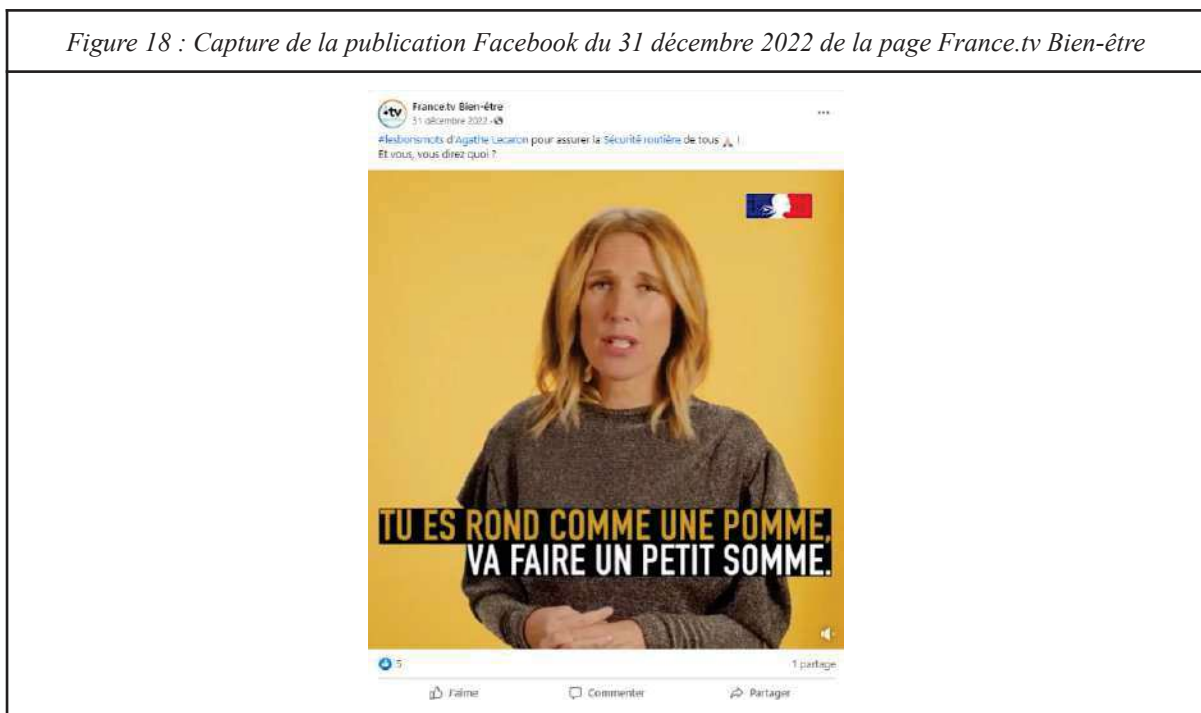 Figure 18 : Capture de la publication Facebook du 31 décembre 2022 de la page France.tv Bien-être
•tv
France.tv Bien-être
31 décembre 2022
#lesbonsmots d'Agathe Lecaron pour assurer la Sécurité routière de tous 🙏 !
Et vous, vous direz quoi ?
TU ES ROND COMME UNE POMME,
VA FAIRE UN PETIT SOMME.
5
1 partage
J'aime
Commenter
Partager